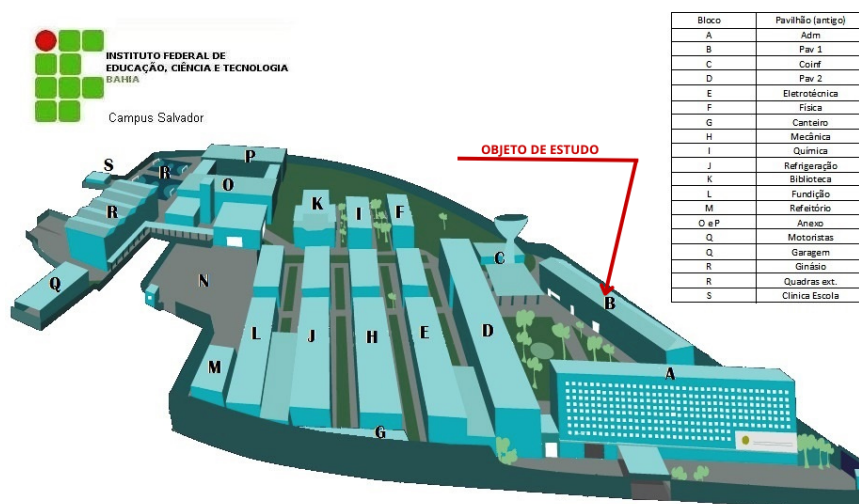 INSTITUTO FEDERAL DE
EDUCAÇÃO, CIÊNCIA E TECNOLOGIA
BAHIA
Campus Salvador
OBJETO DE ESTUDO
Bloco Pavilhão (antigo)
A Adm
B Pav 1
C Coinf
D Pav 2
E Eletrotécnica
F Física
G Canteiro
H Mecânica
I Química
J Refrigeração
K Biblioteca
L Fundição
M Refeitório
O e P Anexo
Q Motoristas
Q Garagem
R Ginásio
R Quadras ext.
S Clinica Escola
P
S
R
O
K
I
F
R
C
Q
N
B
L
J
H
E
D
M
A
G